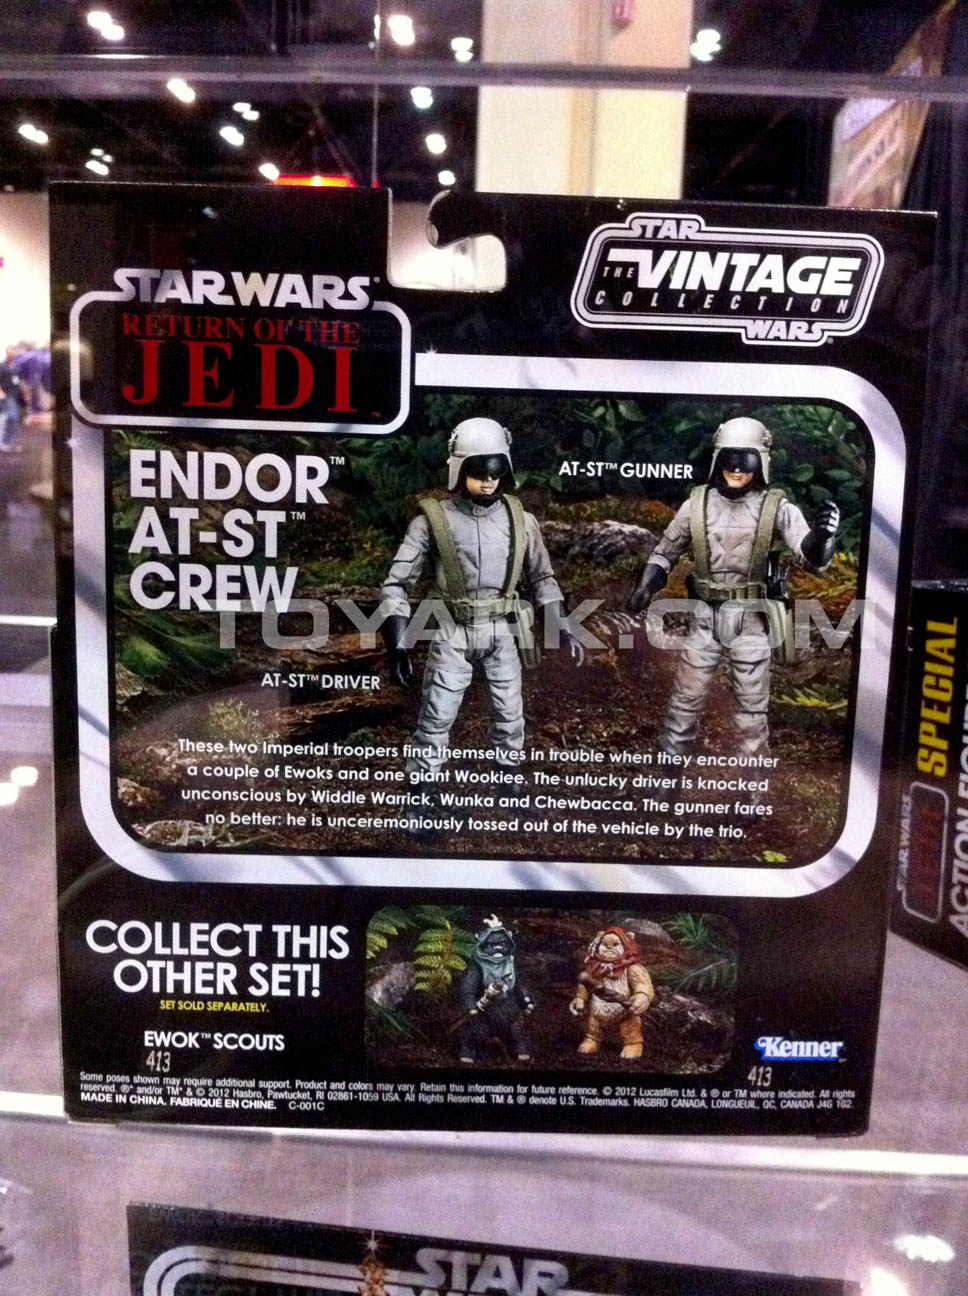 STAR
THE VINTAGE
COLLECTION
WARS
STAR WARS
RETURN OF THE
JEDI
ENDOR™
AT-ST™
CREW
AT-ST™ GUNNER
TOYARK.COM
AT-ST™ DRIVER
These two Imperial troopers find themselves in trouble when they encounter
a couple of Ewoks and one giant Wookiee. The unlucky driver is knocked
unconscious by Widdle Warrick, Wunka and Chewbacca. The gunner fares
no better: he is unceremoniously tossed out of the vehicle by the trio.
COLLECT THIS
OTHER SET!
SET SOLD SEPARATELY.
EWOK™ SCOUTS
413
Kenner
413
Some poses shown may require additional support. Product and colors may vary. Retain this information for future reference. © 2012 Lucasfilm Ltd. & ® or TM where indicated. All rights
reserved. ®* and/or TM* & © 2012 Hasbro, Pawtucket, RI 02861-1059 USA. All Rights Reserved. TM & ® denote U.S. Trademarks. HASBRO CANADA, LONGUEUIL, QC, CANADA J4G 1G2.
MADE IN CHINA. FABRIQUÉ EN CHINE. C-001C
SPECIAL
STAR WARS
ACTION FIGURE
STAR